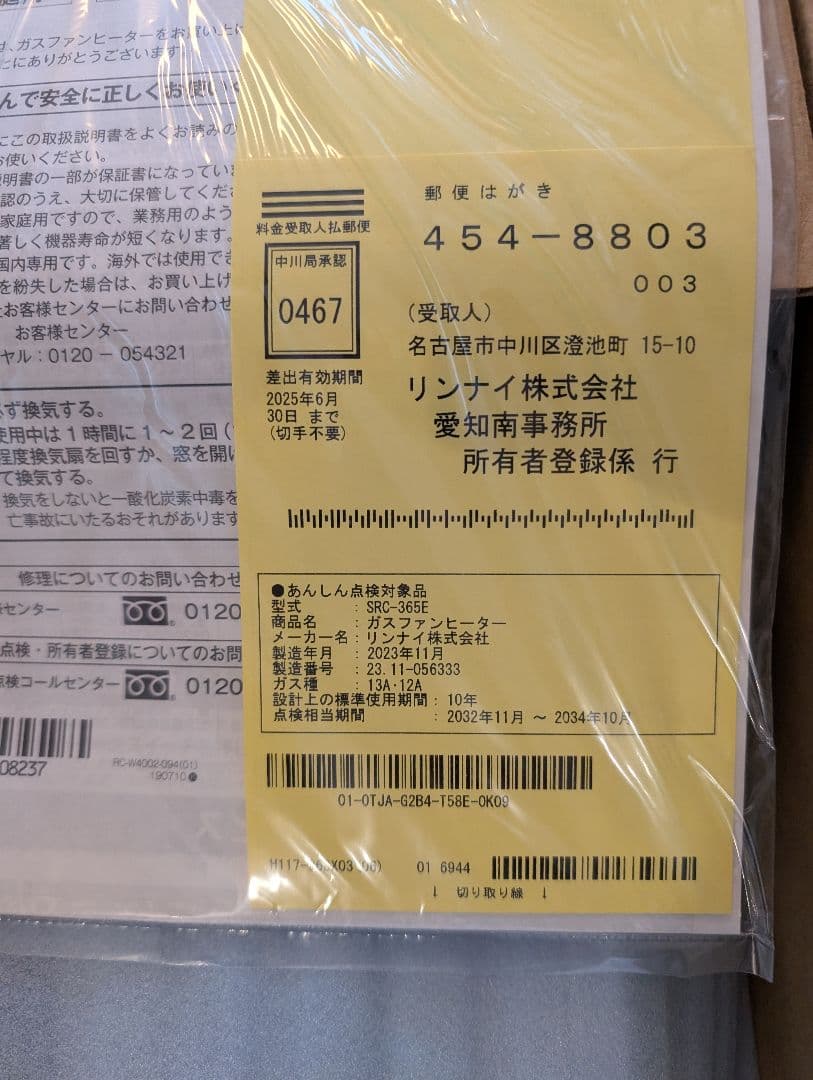 は、ガスファンヒーターをお買い上げ
にありがとうございます
んで安全に正しくお使い
にこの取扱説明書をよくお読みの
お使いください。
説明書の一部が保証書になっていま
認のうえ、大切に保管してくださ
家庭用ですので、業務用のよう
著しく機器寿命が短くなります。
国内専用です。海外では使用でき
を紛失した場合は、お買い上げ
お客様センターにお問い合わせ
お客様センター
ヤル:0120-054321
必ず換気する。
使用中は1時間に1～2回(
程度換気扇を回すか、窓を開け
て換気する。
換気をしないと一酸化炭素中毒を
亡事故にいたるおそれがあります
修理についてのお問い合わせ
センター 0120
点検・所有者登録についてのお問
点検コールセンター 0120
08237
RC-W4002-094(01)
190710
郵便はがき
料金受取人払郵便
中川局承認
0467
差出有効期間
2025年6月
30日 まで
(切手不要)
454-8803
003
(受取人)
名古屋市中川区澄池町 15-10
リンナイ株式会社
愛知南事務所
所有者登録係 行
●あんしん点検対象品
型式 : SRC-365E
商品名 : ガスファンヒーター
メーカー名 : リンナイ株式会社
製造年月 : 2023年11月
製造番号 : 23.11-056333
ガス種 : 13A・12A
設計上の標準使用期間 : 10年
点検相当期間 : 2032年11月 ～ 2034年10月
01-0TJA-G2B4-T58E-0K09
01 6944
↓ 切り取り線 ↓